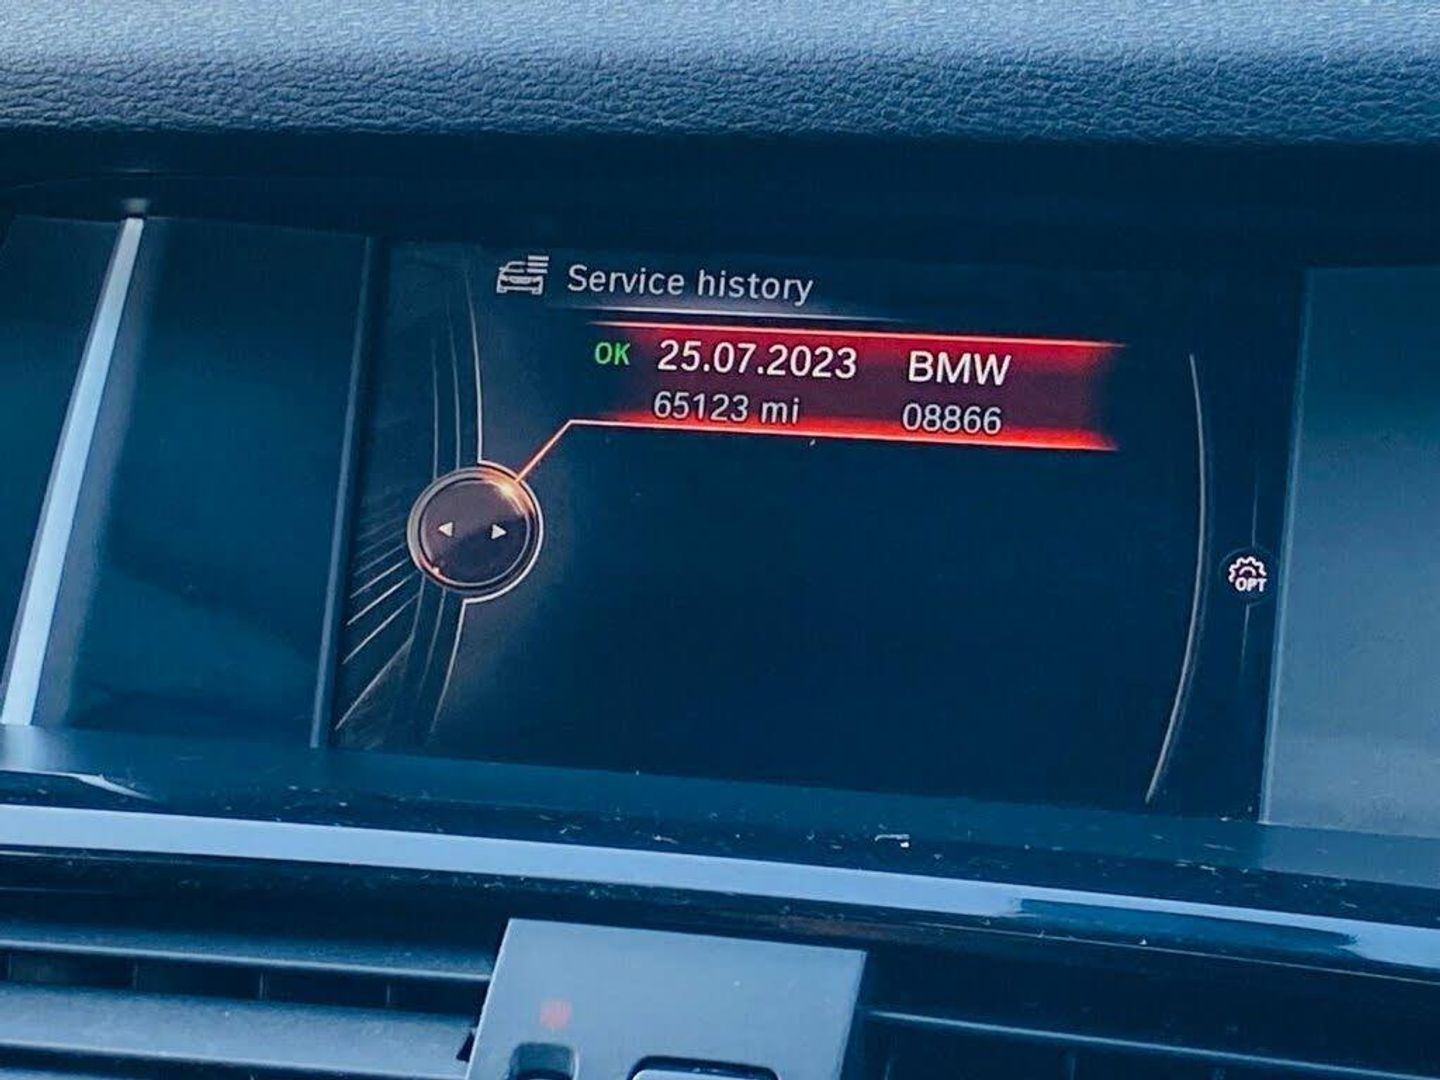 Service history
OK 25.07.2023 BMW
65123 mi 08866
OPT